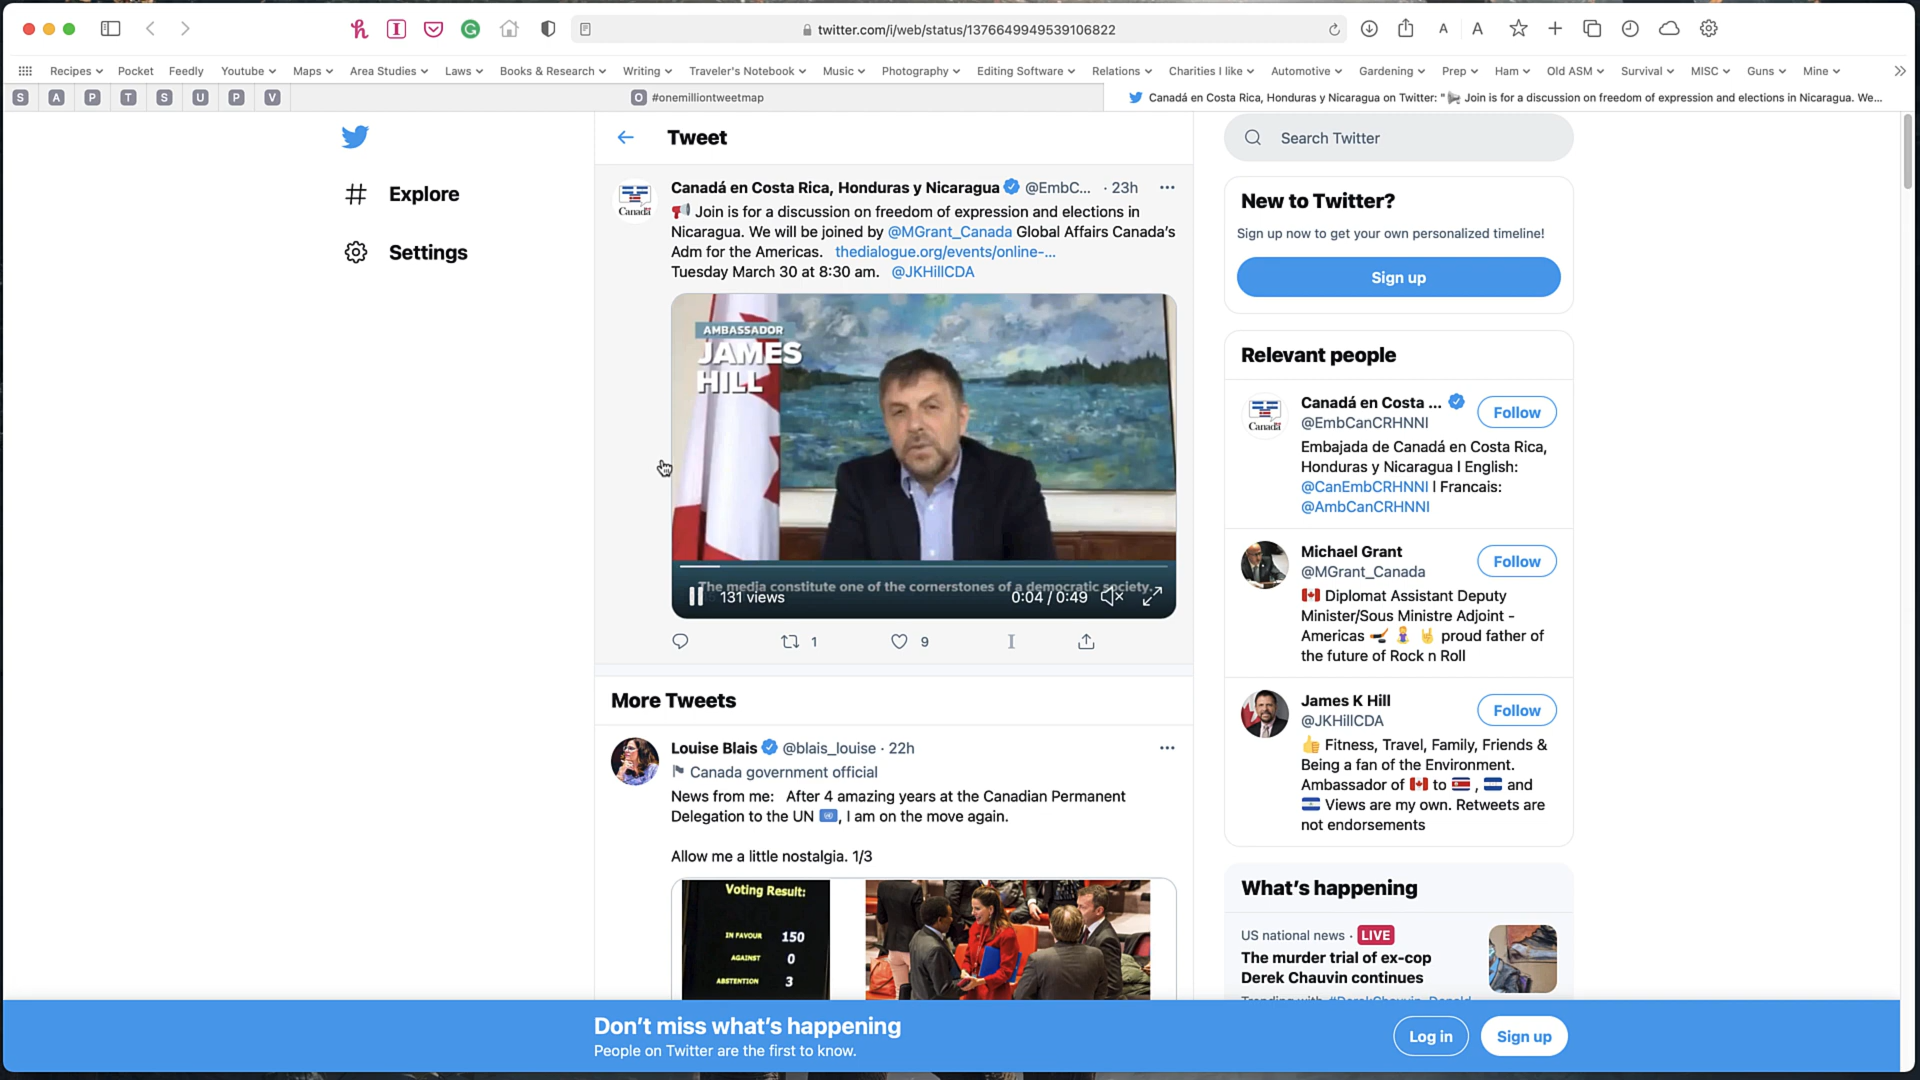 twitter.com/i/web/status/1376649949539106822
A
A
Recipes
Pocket
Feedly
Youtube
Maps
Area Studies
Laws
Books & Research
Writing
Traveler's Notebook
Music
Photography
Editing Software
Relations
Charities I like
Automotive
Gardening
Prep
Ham
Old ASM
Survival
MISC
Guns
Mine
S
A
P
T
S
U
P
V
O #onemilliontweetmap
Canadá en Costa Rica, Honduras y Nicaragua on Twitter: " Join is for a discussion on freedom of expression and elections in Nicaragua. We...
Explore
Settings
Tweet
Canadá en Costa Rica, Honduras y Nicaragua @EmbC... · 23h
Canada
Join is for a discussion on freedom of expression and elections in
Nicaragua. We will be joined by @MGrant_Canada Global Affairs Canada's
Adm for the Americas. thedialogue.org/events/online-...
Tuesday March 30 at 8:30 am. @JKHillCDA
AMBASSADOR
JAMES
HILL
The media constitute one of the cornerstones of a democratic society.
131 views
0:04 / 0:49
1
9
More Tweets
Louise Blais @blais_louise · 22h
Canada government official
News from me: After 4 amazing years at the Canadian Permanent
Delegation to the UN , I am on the move again.
Allow me a little nostalgia. 1/3
Voting Result:
IN FAVOUR 150
AGAINST 0
ABSTENTION 3
Search Twitter
New to Twitter?
Sign up now to get your own personalized timeline!
Sign up
Relevant people
Canadá en Costa ...
@EmbCanCRHNNI
Follow
Canada
Embajada de Canadá en Costa Rica,
Honduras y Nicaragua I English:
@CanEmbCRHNNI I Francais:
@AmbCanCRHNNI
Michael Grant
@MGrant_Canada
Follow
Diplomat Assistant Deputy
Minister/Sous Ministre Adjoint -
Americas proud father of
the future of Rock n Roll
James K Hill
@JKHillCDA
Follow
Fitness, Travel, Family, Friends &
Being a fan of the Environment.
Ambassador of to , and
Views are my own. Retweets are
not endorsements
What's happening
US national news · LIVE
The murder trial of ex-cop
Derek Chauvin continues
Trending with #DerekChauvin, Donald
Don't miss what's happening
People on Twitter are the first to know.
Log in
Sign up